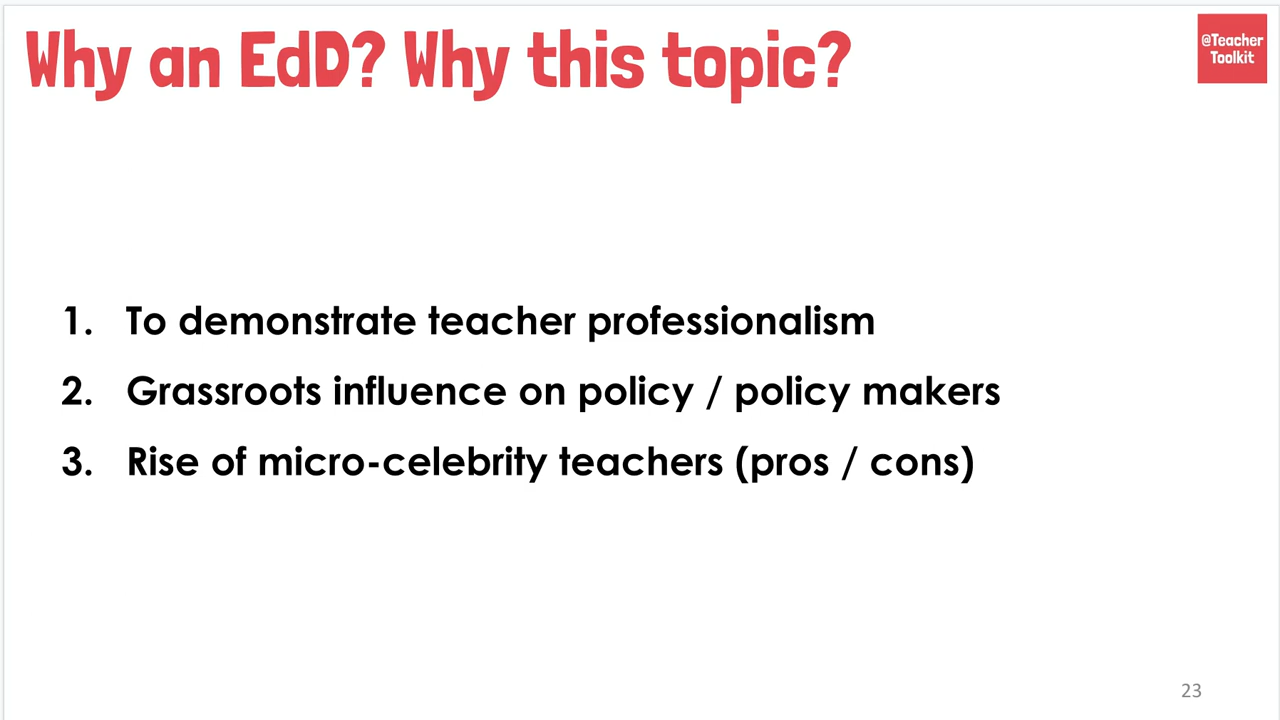 Why an EdD? Why this topic?
@Teacher
Toolkit
1. To demonstrate teacher professionalism
2. Grassroots influence on policy / policy makers
3. Rise of micro-celebrity teachers (pros / cons)
23